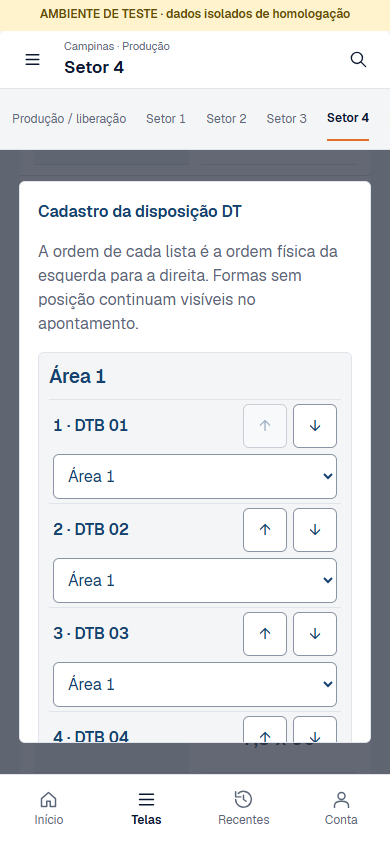 AMBIENTE DE TESTE · dados isolados de homologação
Campinas · Produção
Setor 4
Produção / liberação
Setor 1
Setor 2
Setor 3
Setor 4
Cadastro da disposição DT
A ordem de cada lista é a ordem física da
esquerda para a direita. Formas sem
posição continuam visíveis no
apontamento.
Área 1
1 · DTB 01
Área 1
2 · DTB 02
Área 1
3 · DTB 03
Área 1
4 · DTB 04
Início
Telas
Recentes
Conta